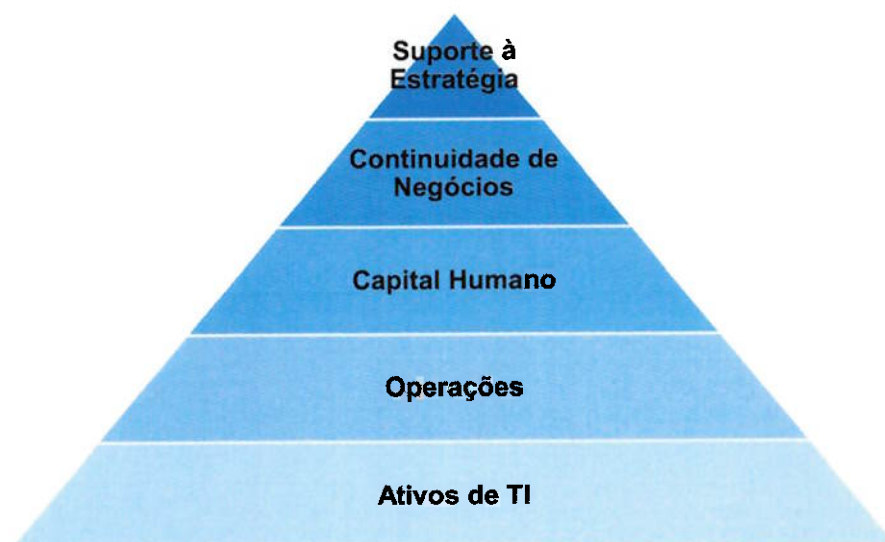 Suporte à
Estratégia
Continuidade de
Negócios
Capital Humano
Operações
Ativos de TI